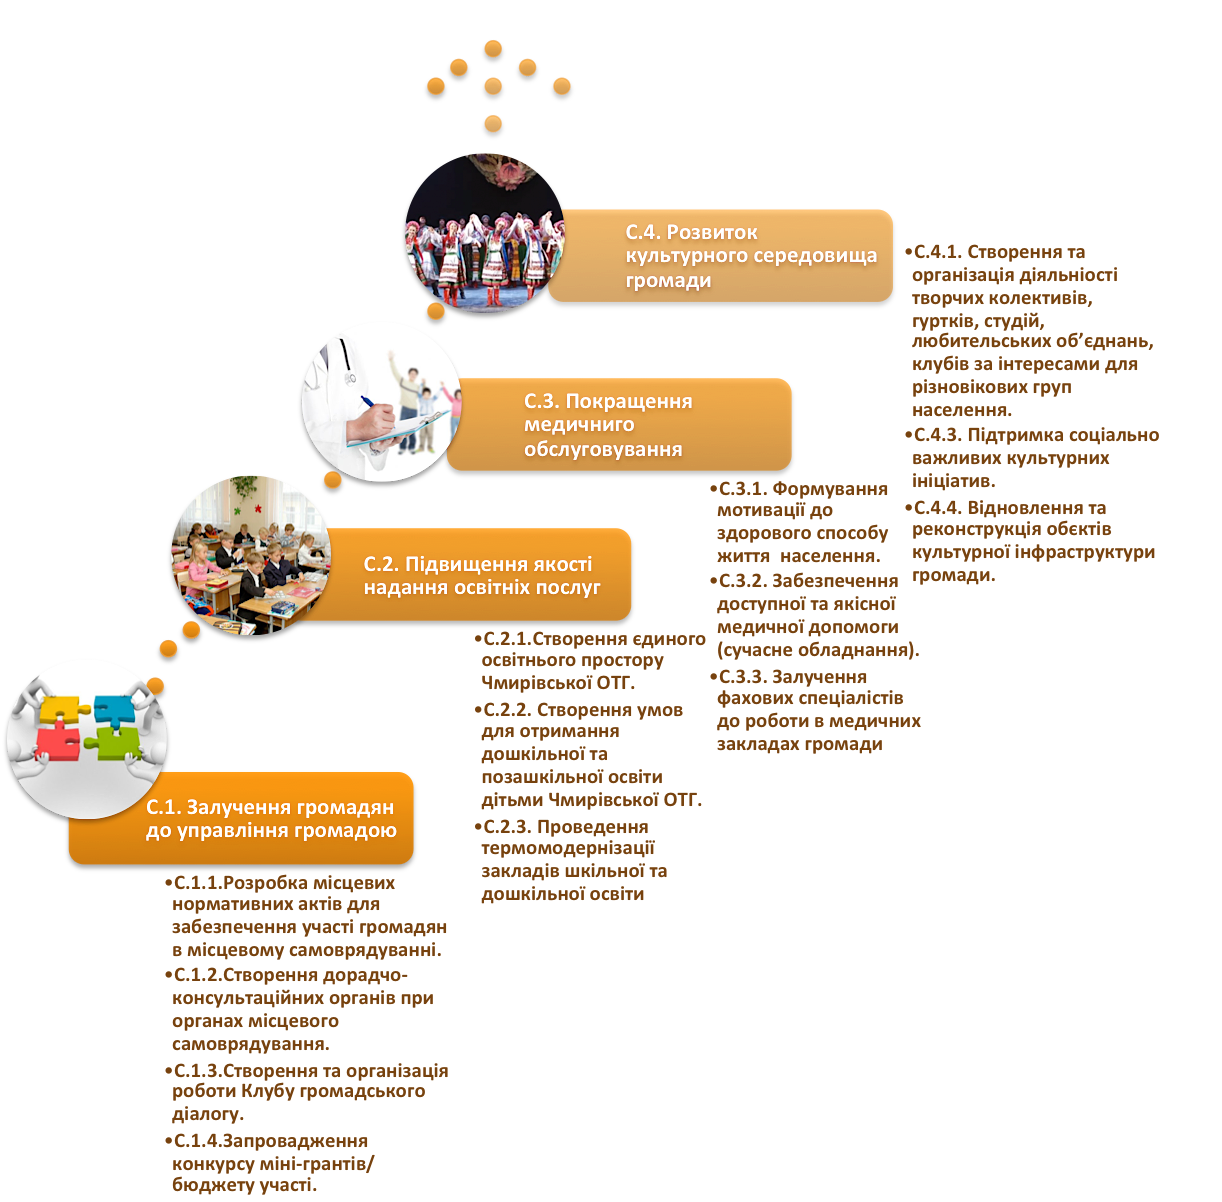 С.4. Розвиток
культурного середовища
громади
•С.4.1. Створення та
організація діяльності
творчих колективів,
гуртків, студій,
любительських об’єднань,
клубів за інтересами для
різновікових груп
населення.
•С.4.3. Підтримка соціально
важливих культурних
ініціатив.
•С.4.4. Відновлення та
реконструкція обєктів
культурної інфраструктури
громади.
С.3. Покращення
медичниго
обслуговування
•С.3.1. Формування
мотивації до
здорового способу
життя населення.
•С.3.2. Забезпечення
доступної та якісної
медичної допомоги
(сучасне обладнання).
•С.3.3. Залучення
фахових спеціалістів
до роботи в медичних
закладах громади
С.2. Підвищення якості
надання освітніх послуг
•С.2.1.Створення єдиного
освітнього простору
Чмирівської ОТГ.
•С.2.2. Створення умов
для отримання
дошкільної та
позашкільної освіти
дітьми Чмирівської ОТГ.
•С.2.3. Проведення
термомодернізації
закладів шкільної та
дошкільної освіти
С.1. Залучення громадян
до управління громадою
•С.1.1.Розробка місцевих
нормативних актів для
забезпечення участі громадян
в місцевому самоврядуванні.
•С.1.2.Створення дорадчо-
консультаційних органів при
органах місцевого
самоврядування.
•С.1.3.Створення та організація
роботи Клубу громадського
діалогу.
•С.1.4.Запровадження
конкурсу міні-грантів/
бюджету участі.